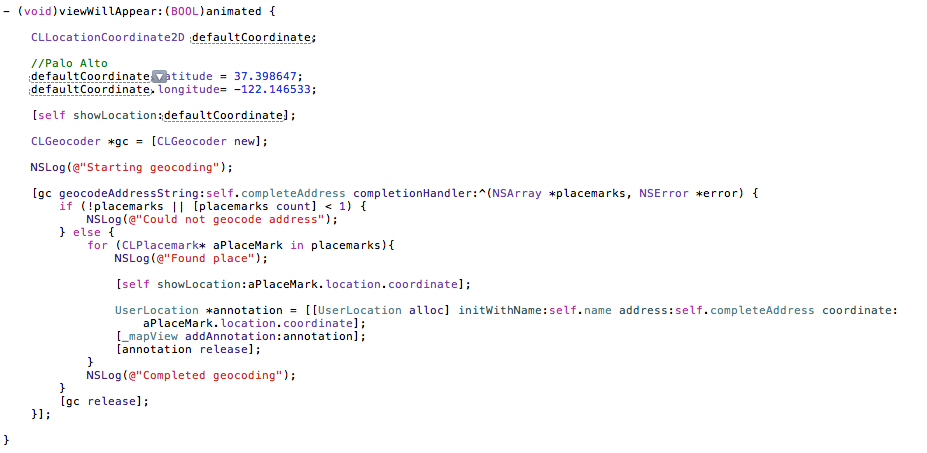 - (void)viewWillAppear:(BOOL)animated {
CLLocationCoordinate2D defaultCoordinate;
//Palo Alto
defaultCoordinate atitude = 37.398647;
defaultCoordinate.longitude= -122.146533;
[self showLocation:defaultCoordinate];
CLGeocoder *gc = [CLGeocoder new];
NSLog(@"Starting geocoding");
[gc geocodeAddressString:self.completeAddress completionHandler:^(NSArray *placemarks, NSError *error) {
if (!placemarks || [placemarks count] < 1) {
NSLog(@"Could not geocode address");
} else {
for (CLPlacemark* aPlaceMark in placemarks){
NSLog(@"Found place");
[self showLocation:aPlaceMark.location.coordinate];
UserLocation *annotation = [[UserLocation alloc] initWithName:self.name address:self.completeAddress coordinate:
aPlaceMark.location.coordinate];
[_mapView addAnnotation:annotation];
[annotation release];
}
NSLog(@"Completed geocoding");
}
[gc release];
}];
}